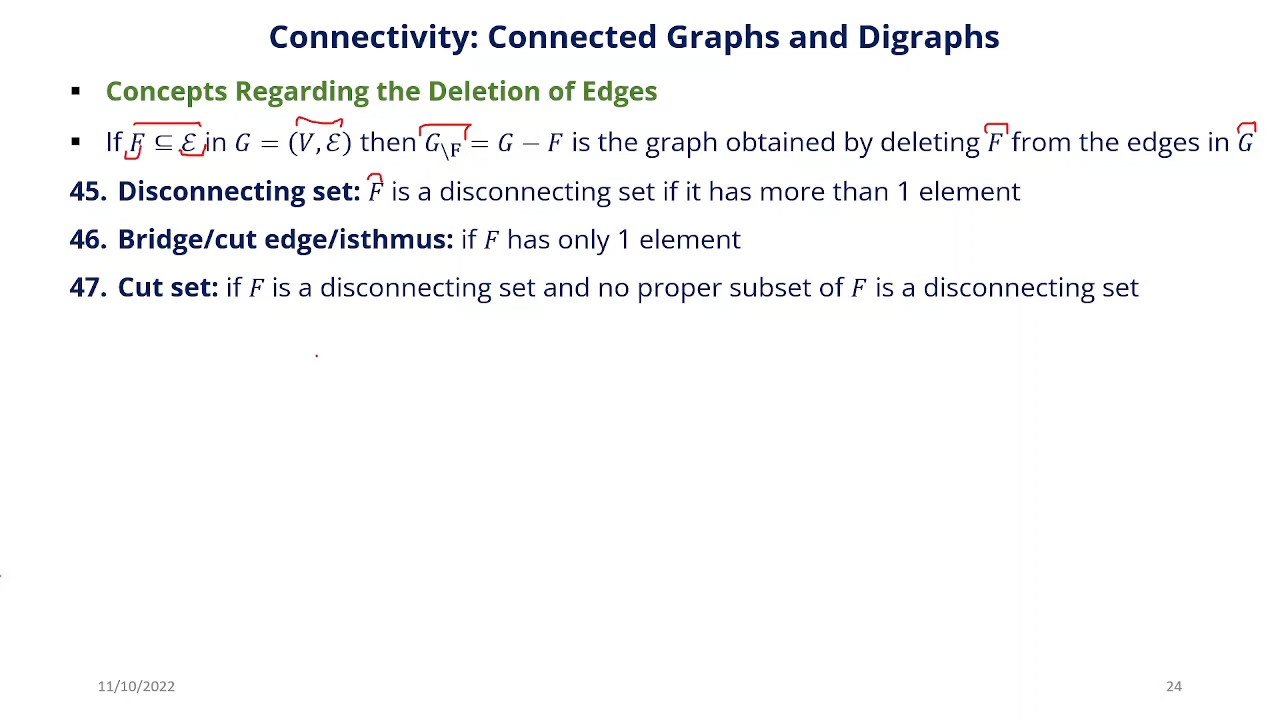 Connectivity: Connected Graphs and Digraphs
▪ Concepts Regarding the Deletion of Edges
▪ If F ⊆ ℰ in G = (V, ℰ) then G\F = G − F is the graph obtained by deleting F from the edges in G
45. Disconnecting set: F is a disconnecting set if it has more than 1 element
46. Bridge/cut edge/isthmus: if F has only 1 element
47. Cut set: if F is a disconnecting set and no proper subset of F is a disconnecting set
11/10/2022
24